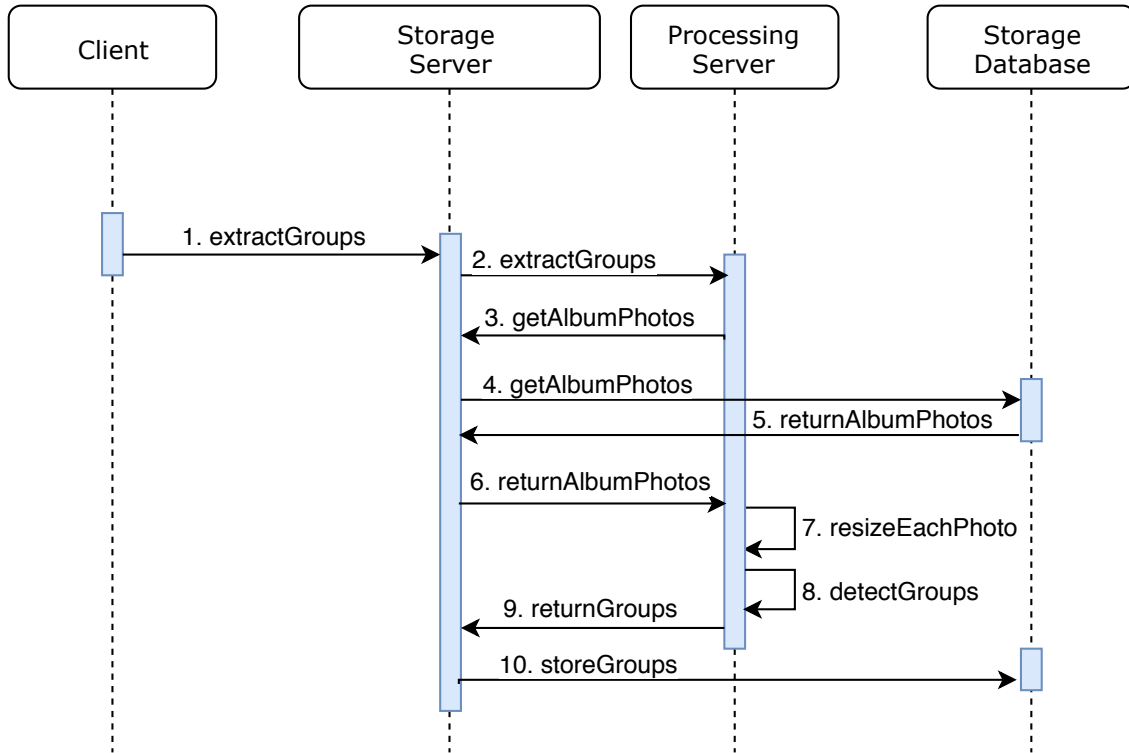 Client
Storage
Server
Processing
Server
Storage
Database
1. extractGroups
2. extractGroups
3. getAlbumPhotos
4. getAlbumPhotos
5. returnAlbumPhotos
6. returnAlbumPhotos
7. resizeEachPhoto
8. detectGroups
9. returnGroups
10. storeGroups